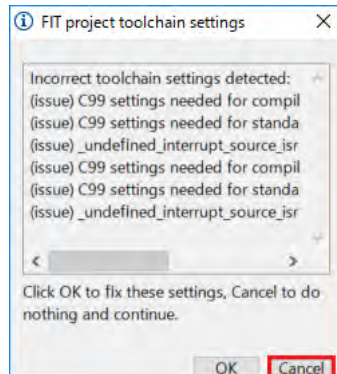 FIT project toolchain settings
Incorrect toolchain settings detected:
(issue) C99 settings needed for compil
(issue) C99 settings needed for standa
(issue) _undefined_interrupt_source_isr
(issue) C99 settings needed for compil
(issue) C99 settings needed for standa
(issue) _undefined_interrupt_source_isr
Click OK to fix these settings, Cancel to do
nothing and continue.
OK Cancel